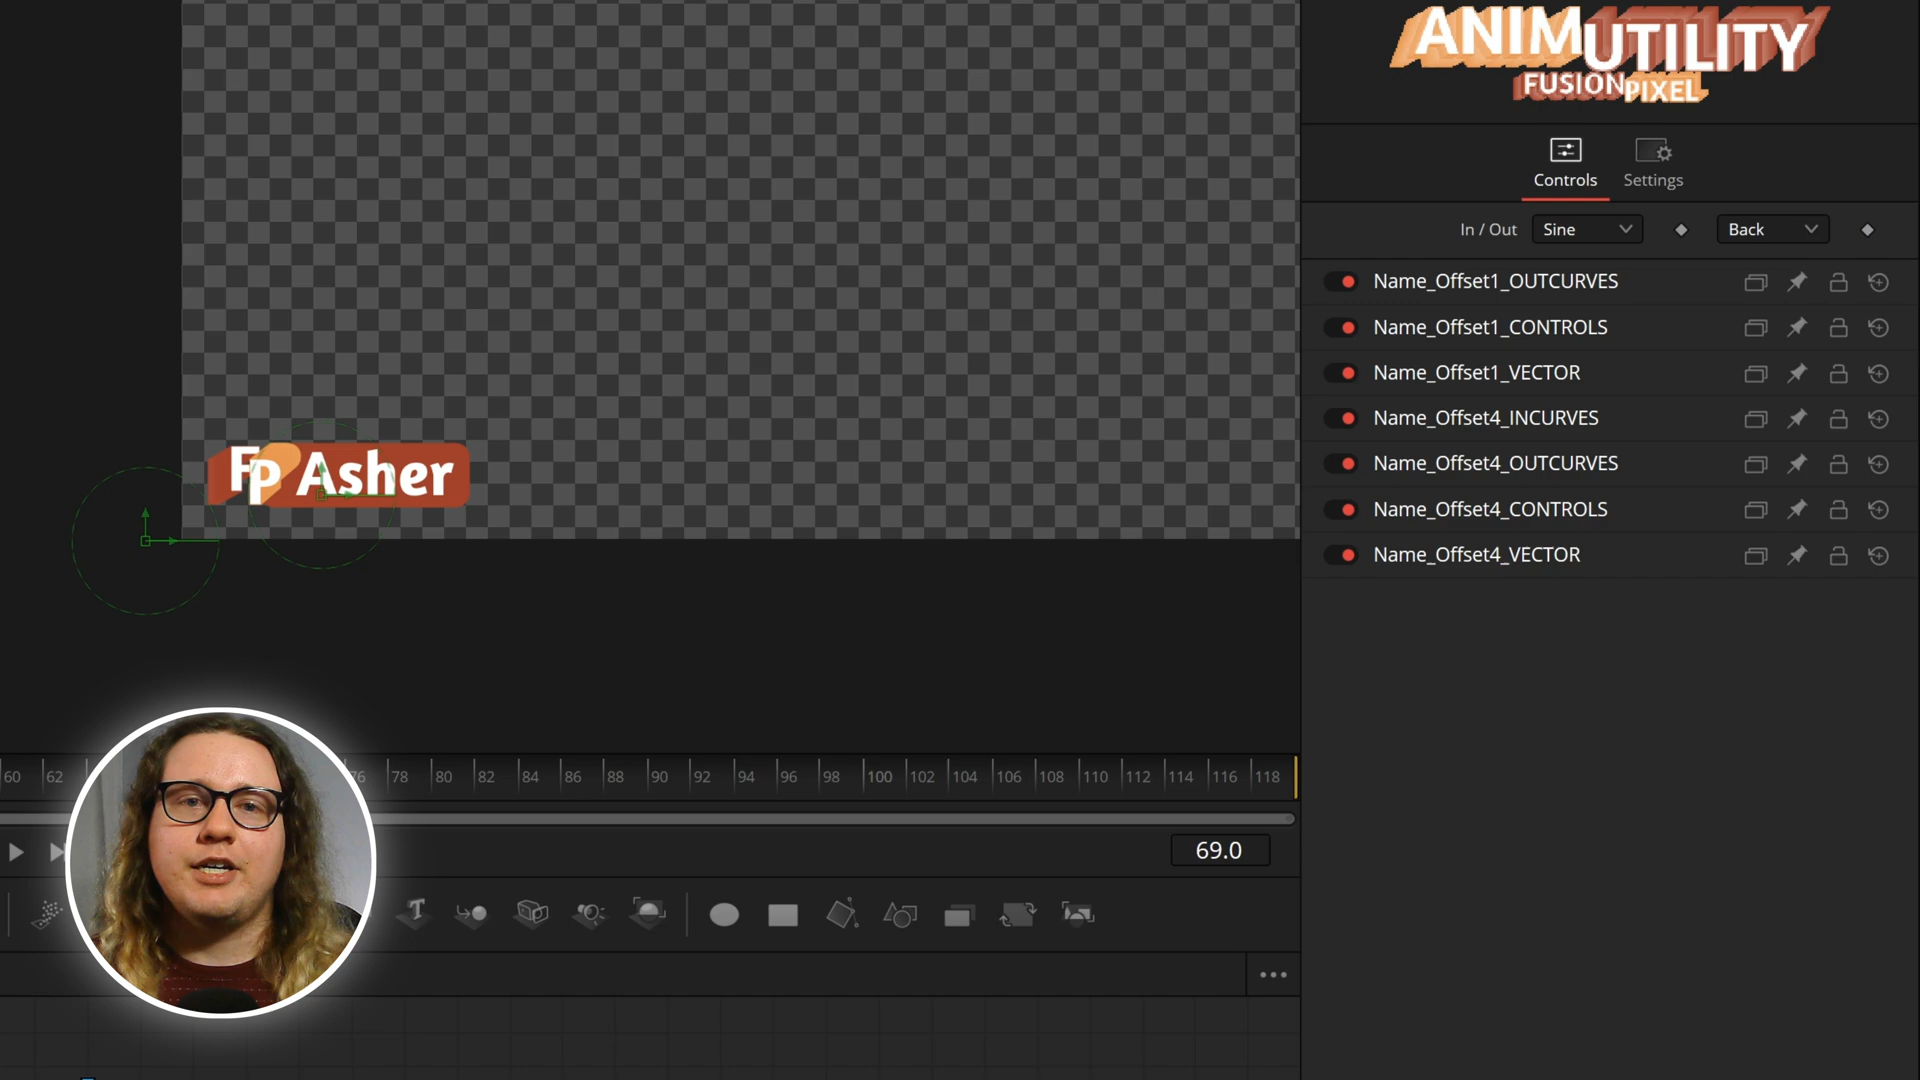 ANIMUTILITY
FUSIONPIXEL
Controls
Settings
In / Out
Sine
Back
Name_Offset1_OUTCURVES
Name_Offset1_CONTROLS
Name_Offset1_VECTOR
Name_Offset4_INCURVES
Name_Offset4_OUTCURVES
Name_Offset4_CONTROLS
Name_Offset4_VECTOR
Fp Asher
60 62 76 78 80 82 84 86 88 90 92 94 96 98 100 102 104 106 108 110 112 114 116 118
69.0
T